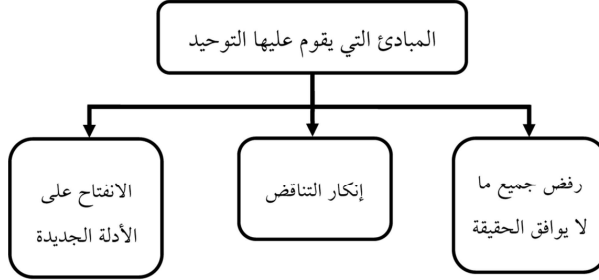 المبادئ التي يقوم عليها التوحيد
رفض جميع ما
لا يوافق الحقيقة
إنكار التناقض
الانفتاح على
الأدلة الجديدة